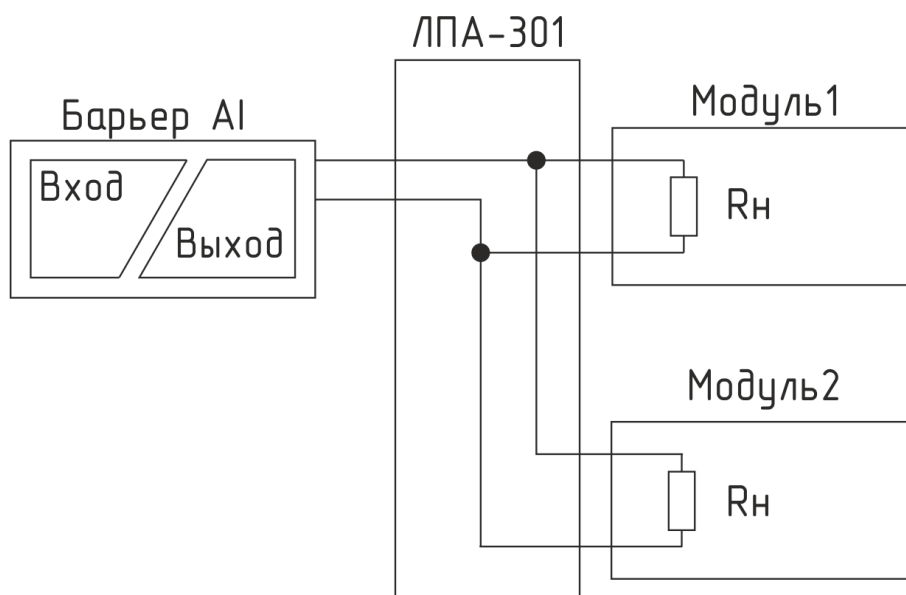 ЛПА-301
Барьер AI
Модуль1
Вход
Rн
Выход
Модуль2
Rн